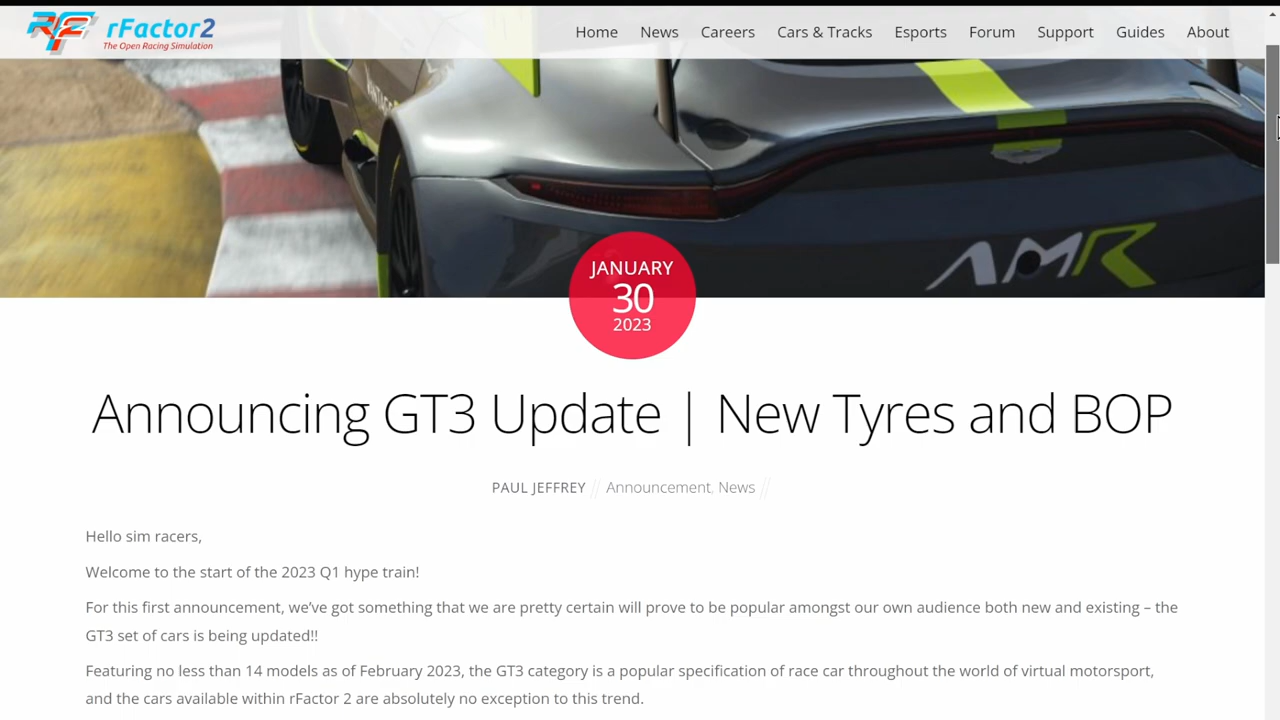 rFactor2
The Open Racing Simulation
Home News Careers Cars & Tracks Esports Forum Support Guides About
AMR
JANUARY
30
2023
Announcing GT3 Update | New Tyres and BOP
PAUL JEFFREY // Announcement, News //
Hello sim racers,
Welcome to the start of the 2023 Q1 hype train!
For this first announcement, we’ve got something that we are pretty certain will prove to be popular amongst our own audience both new and existing – the
GT3 set of cars is being updated!!
Featuring no less than 14 models as of February 2023, the GT3 category is a popular specification of race car throughout the world of virtual motorsport,
and the cars available within rFactor 2 are absolutely no exception to this trend.